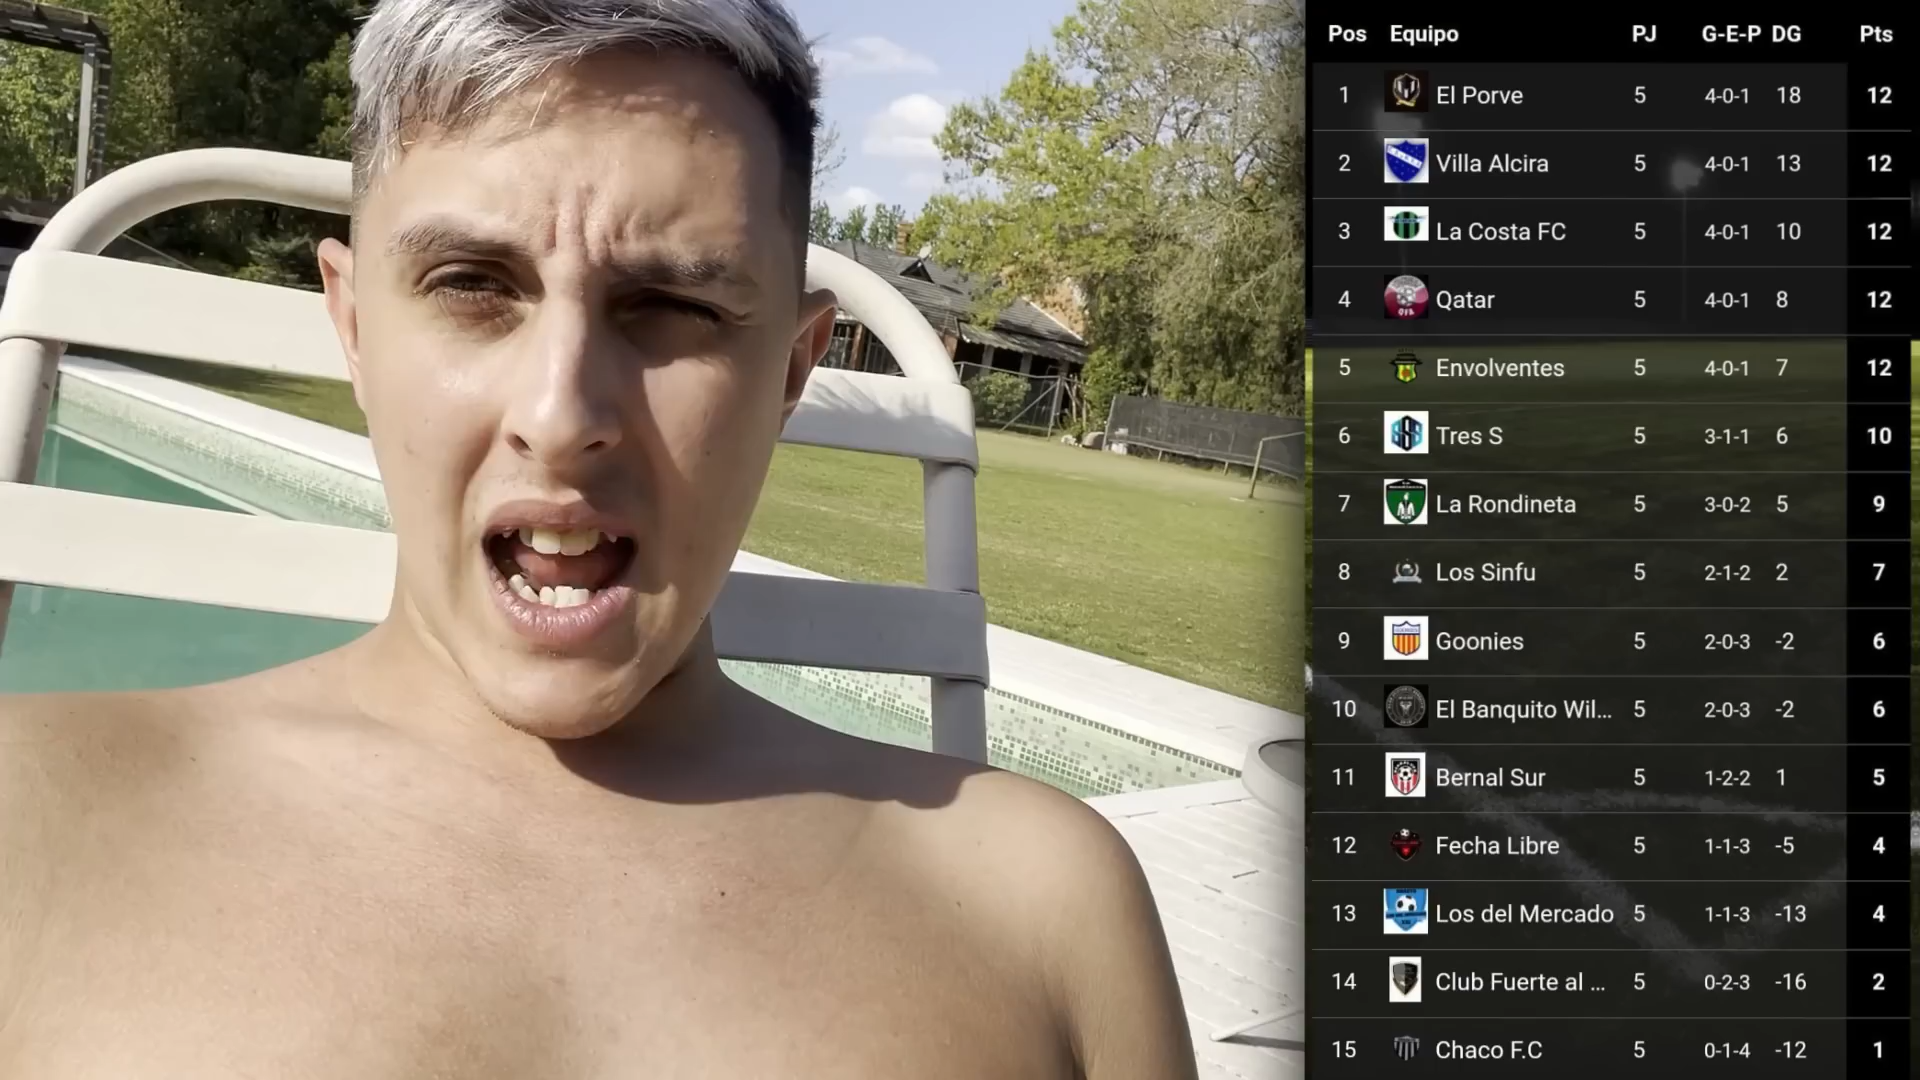 Pos Equipo PJ G-E-P DG Pts
1 El Porve 5 4-0-1 18 12
2 Villa Alcira 5 4-0-1 13 12
3 La Costa FC 5 4-0-1 10 12
4 Qatar 5 4-0-1 8 12
5 Envolventes 5 4-0-1 7 12
6 Tres S 5 3-1-1 6 10
7 La Rondineta 5 3-0-2 5 9
8 Los Sinfu 5 2-1-2 2 7
9 Goonies 5 2-0-3 -2 6
10 El Banquito Wil... 5 2-0-3 -2 6
11 Bernal Sur 5 1-2-2 1 5
12 Fecha Libre 5 1-1-3 -5 4
13 Los del Mercado 5 1-1-3 -13 4
14 Club Fuerte al ... 5 0-2-3 -16 2
15 Chaco F.C 5 0-1-4 -12 1